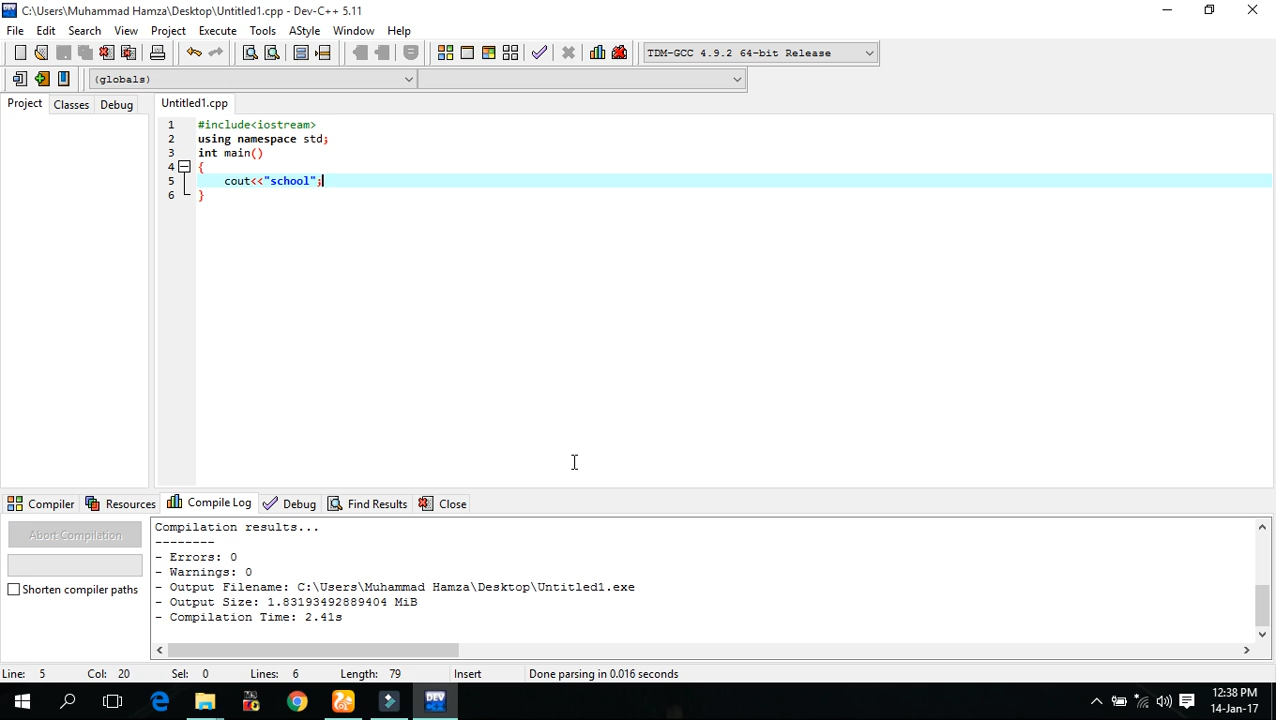 C:\Users\Muhammad Hamza\Desktop\Untitled1.cpp - Dev-C++ 5.11
File Edit Search View Project Execute Tools AStyle Window Help
TDM-GCC 4.9.2 64-bit Release
(globals)
Project Classes Debug Untitled1.cpp
1 #include<iostream>
2 using namespace std;
3 int main()
4 {
5 cout<<"school";
6 }
Compiler Resources Compile Log Debug Find Results Close
Abort Compilation
Shorten compiler paths
Compilation results...
--------
- Errors: 0
- Warnings: 0
- Output Filename: C:\Users\Muhammad Hamza\Desktop\Untitled1.exe
- Output Size: 1.83193492889404 MiB
- Compilation Time: 2.41s
Line: 5 Col: 20 Sel: 0 Lines: 6 Length: 79 Insert Done parsing in 0.016 seconds
DEV
12:38 PM
14-Jan-17